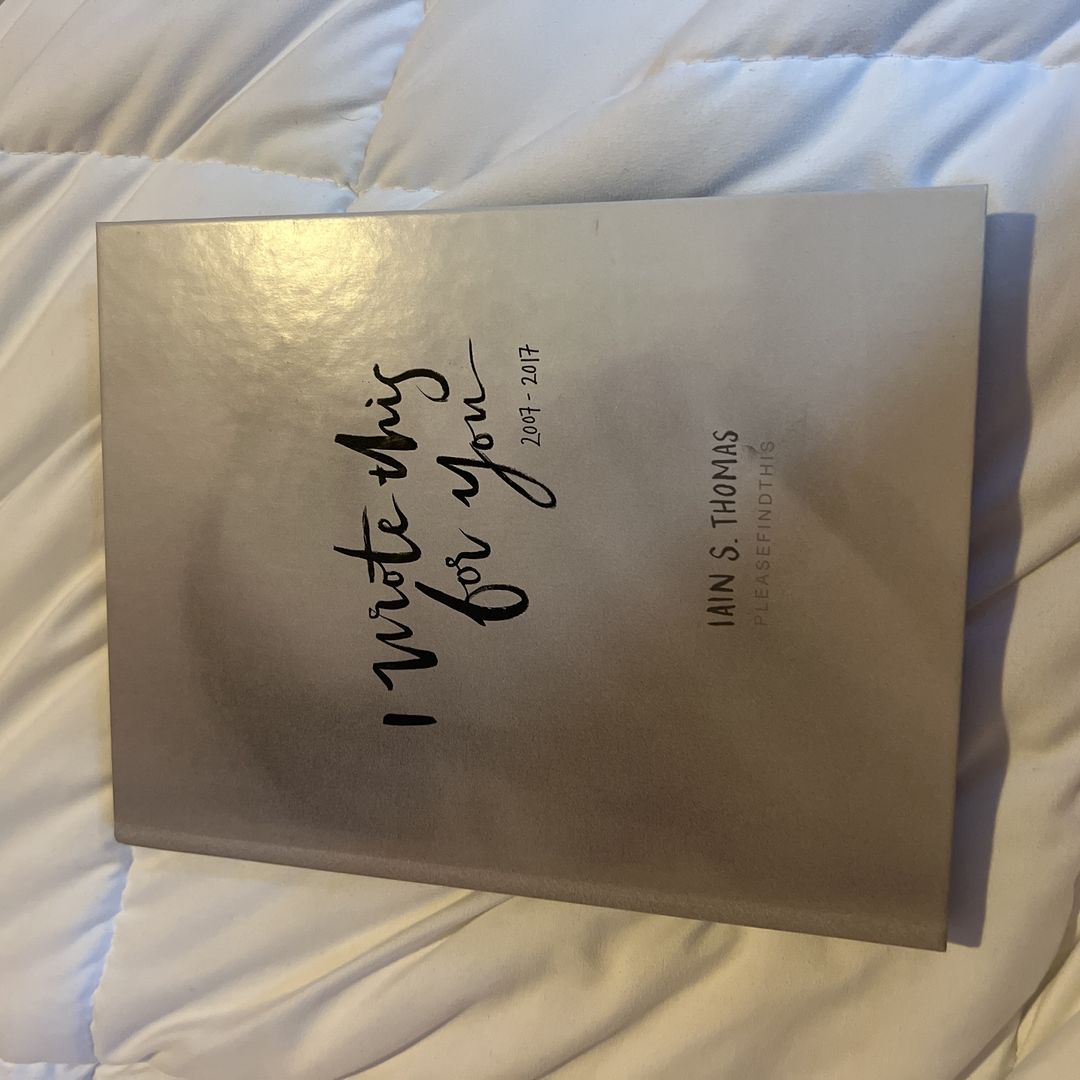 I wrote this
for you
2007 - 2017
IAIN S. THOMAS
PLEASEFINDTHIS